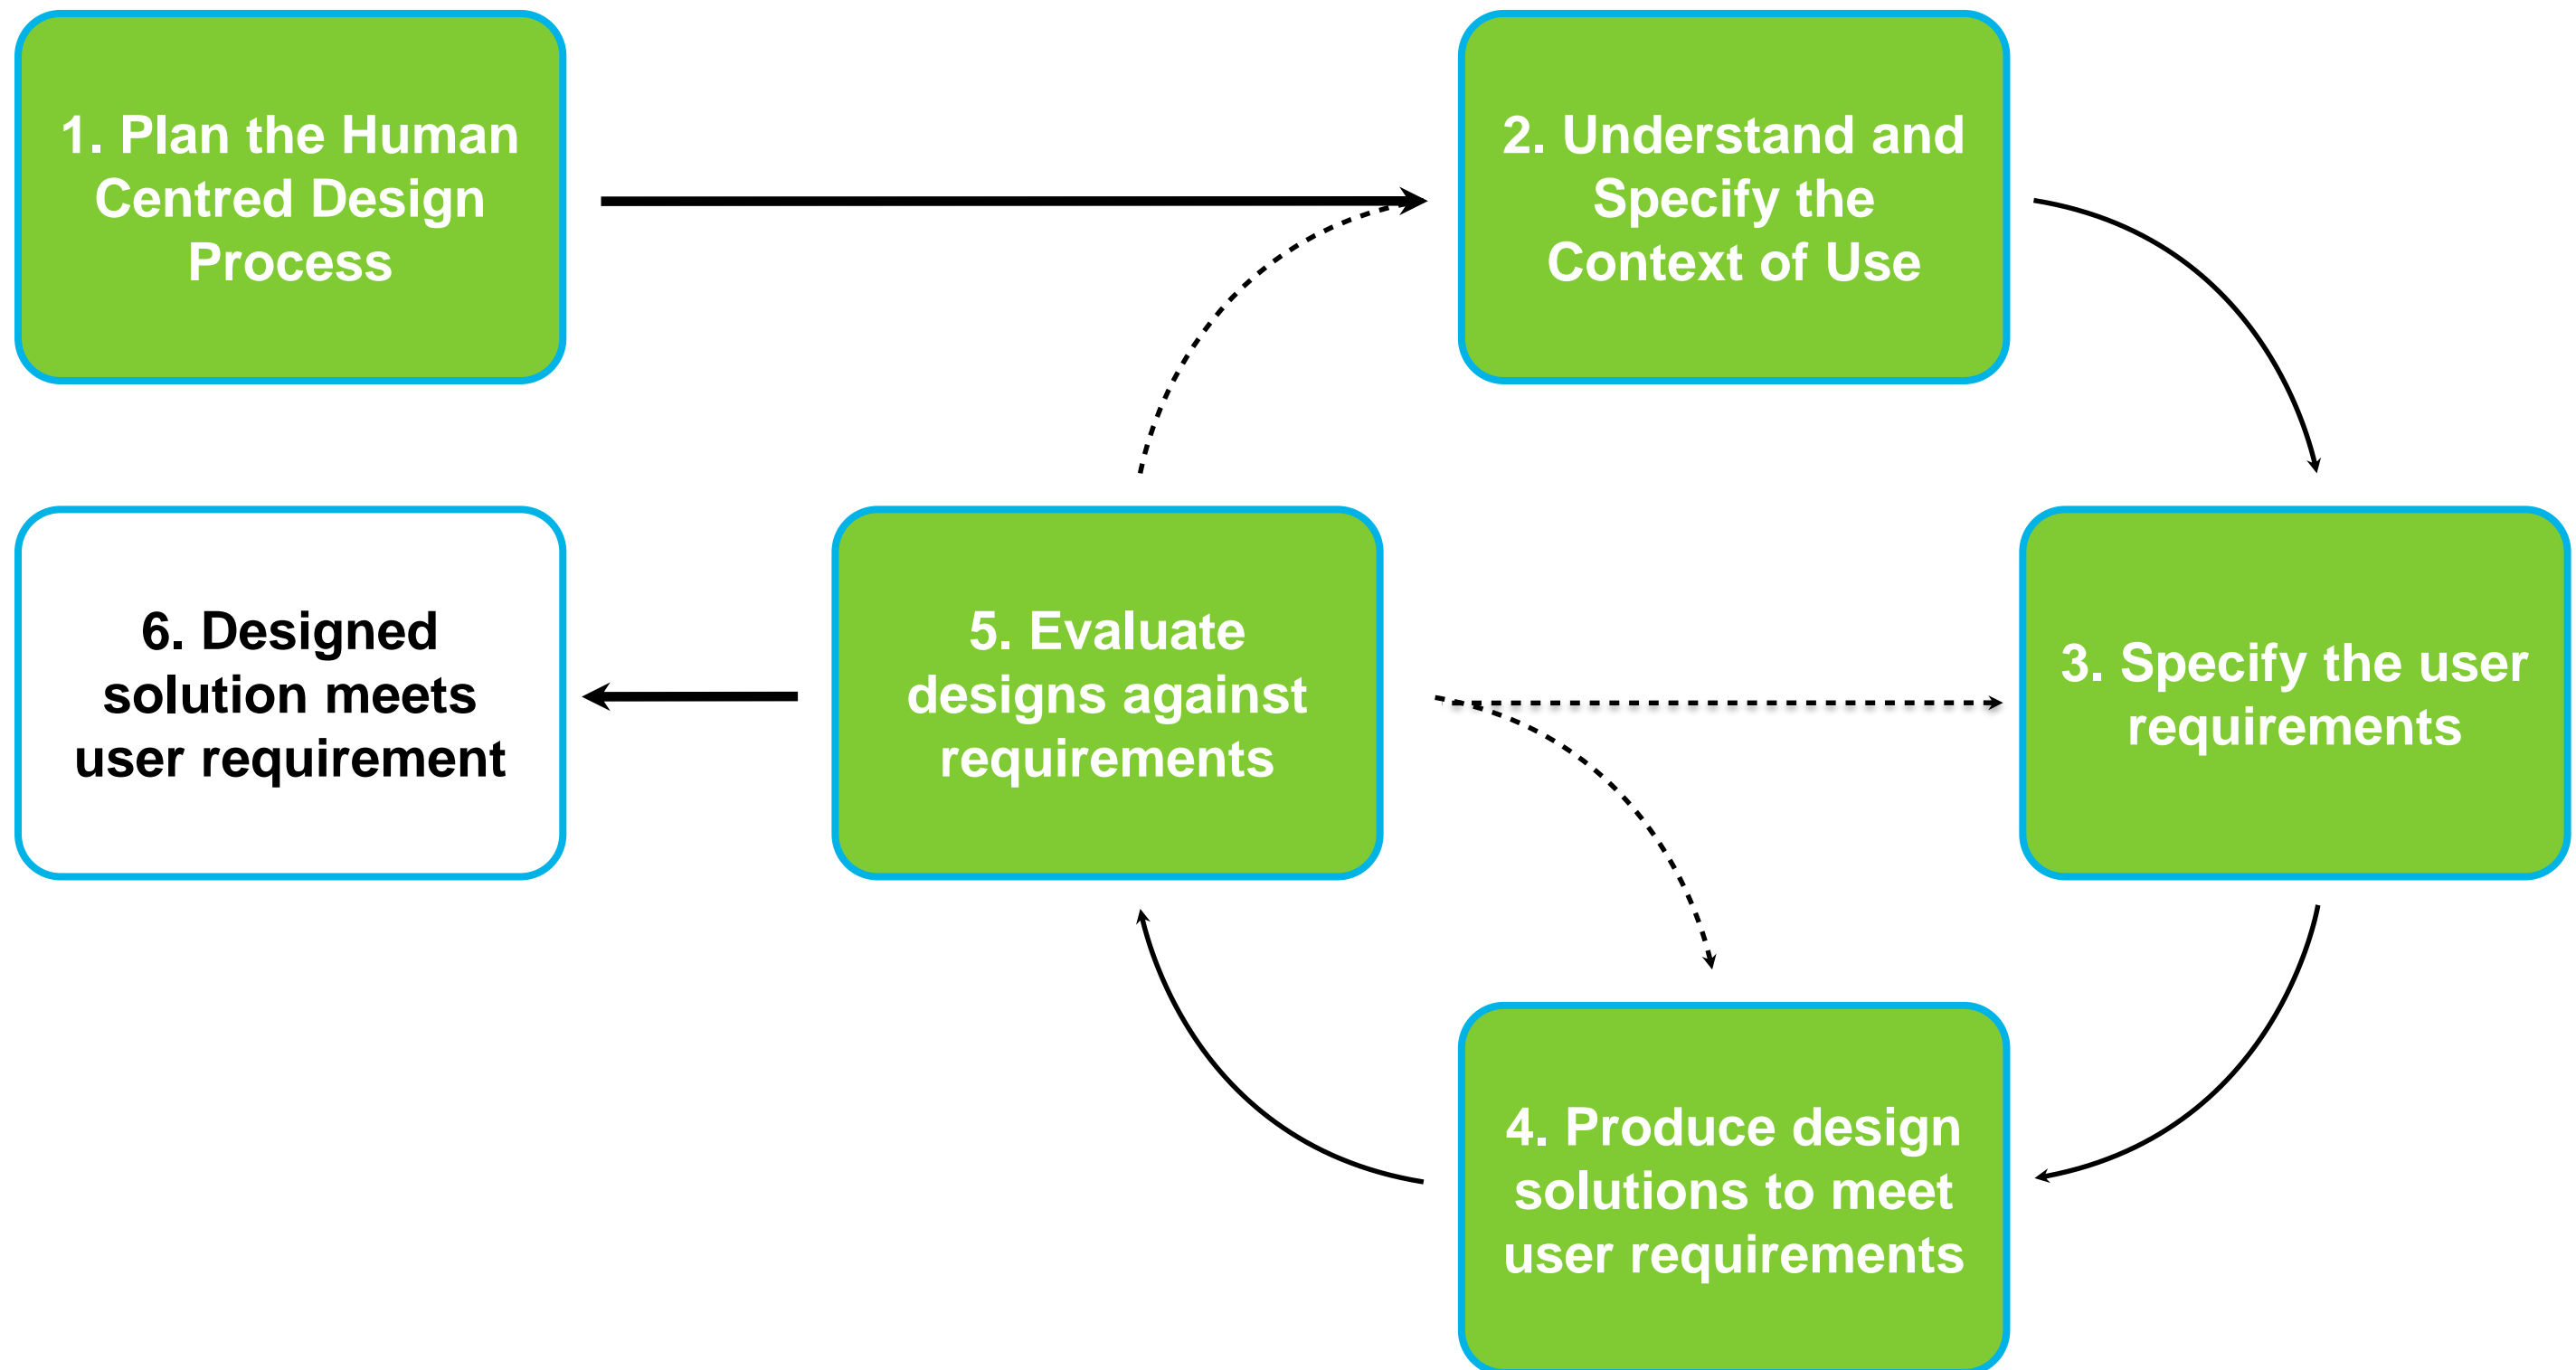 1. Plan the Human
Centred Design
Process
2. Understand and
Specify the
Context of Use
3. Specify the user
requirements
4. Produce design
solutions to meet
user requirements
5. Evaluate
designs against
requirements
6. Designed
solution meets
user requirement